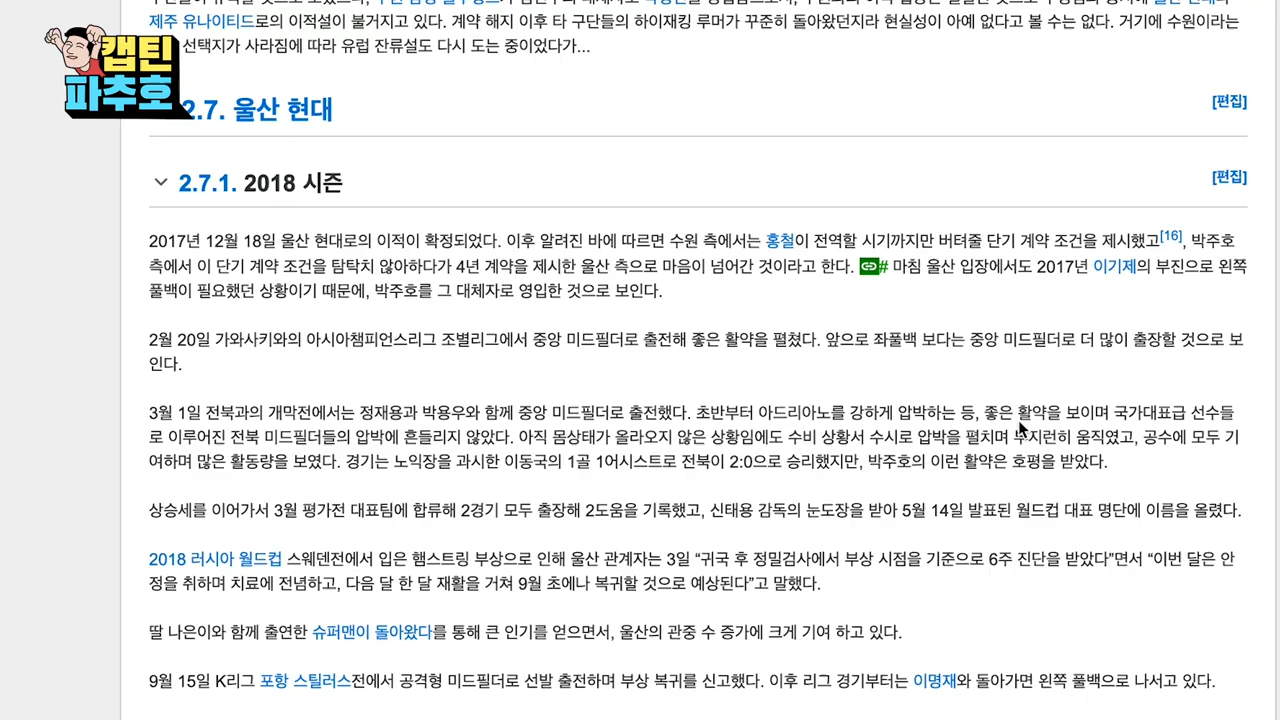 제주 유나이티드로의 이적설이 불거지고 있다. 계약 해지 이후 타 구단들의 하이재킹 루머가 꾸준히 돌아왔던지라 현실성이 아예 없다고 볼 수는 없다. 거기에 수원이라는
선택지가 사라짐에 따라 유럽 잔류설도 다시 도는 중이었다가...
캡틴
파추호
2.7. 울산 현대
[편집]
2.7.1. 2018 시즌
[편집]
2017년 12월 18일 울산 현대로의 이적이 확정되었다. 이후 알려진 바에 따르면 수원 측에서는 홍철이 전역할 시기까지만 버텨줄 단기 계약 조건을 제시했고[16], 박주호
측에서 이 단기 계약 조건을 탐탁치 않아하다가 4년 계약을 제시한 울산 측으로 마음이 넘어간 것이라고 한다. # 마침 울산 입장에서도 2017년 이기제의 부진으로 왼쪽
풀백이 필요했던 상황이기 때문에, 박주호를 그 대체자로 영입한 것으로 보인다.
2월 20일 가와사키와의 아시아챔피언스리그 조별리그에서 중앙 미드필더로 출전해 좋은 활약을 펼쳤다. 앞으로 좌풀백 보다는 중앙 미드필더로 더 많이 출장할 것으로 보
인다.
3월 1일 전북과의 개막전에서는 정재용과 박용우와 함께 중앙 미드필더로 출전했다. 초반부터 아드리아노를 강하게 압박하는 등, 좋은 활약을 보이며 국가대표급 선수들
로 이루어진 전북 미드필더들의 압박에 흔들리지 않았다. 아직 몸상태가 올라오지 않은 상황임에도 수비 상황서 수시로 압박을 펼치며 부지런히 움직였고, 공수에 모두 기
여하며 많은 활동량을 보였다. 경기는 노익장을 과시한 이동국의 1골 1어시스트로 전북이 2:0으로 승리했지만, 박주호의 이런 활약은 호평을 받았다.
상승세를 이어가서 3월 평가전 대표팀에 합류해 2경기 모두 출장해 2도움을 기록했고, 신태용 감독의 눈도장을 받아 5월 14일 발표된 월드컵 대표 명단에 이름을 올렸다.
2018 러시아 월드컵 스웨덴전에서 입은 햄스트링 부상으로 인해 울산 관계자는 3일 “귀국 후 정밀검사에서 부상 시점을 기준으로 6주 진단을 받았다”면서 “이번 달은 안
정을 취하며 치료에 전념하고, 다음 달 한 달 재활을 거쳐 9월 초에나 복귀할 것으로 예상된다”고 말했다.
딸 나은이와 함께 출연한 슈퍼맨이 돌아왔다를 통해 큰 인기를 얻으면서, 울산의 관중 수 증가에 크게 기여 하고 있다.
9월 15일 K리그 포항 스틸러스전에서 공격형 미드필더로 선발 출전하며 부상 복귀를 신고했다. 이후 리그 경기부터는 이명재와 돌아가면 왼쪽 풀백으로 나서고 있다.